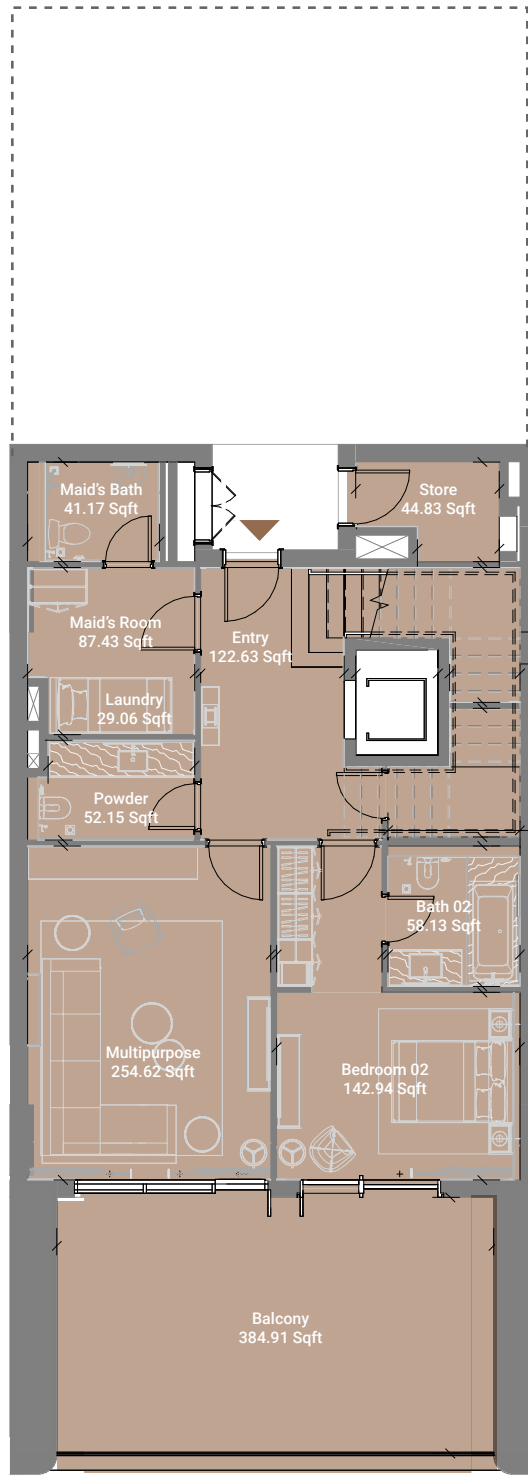 Maid's Bath
41.17 Sqft
Store
44.83 Sqft
Maid's Room
87.43 Sqft
Entry
122.63 Sqft
Laundry
29.06 Sqft
Powder
52.15 Sqft
Bath 02
58.13 Sqft
Multipurpose
254.62 Sqft
Bedroom 02
142.94 Sqft
Balcony
384.91 Sqft